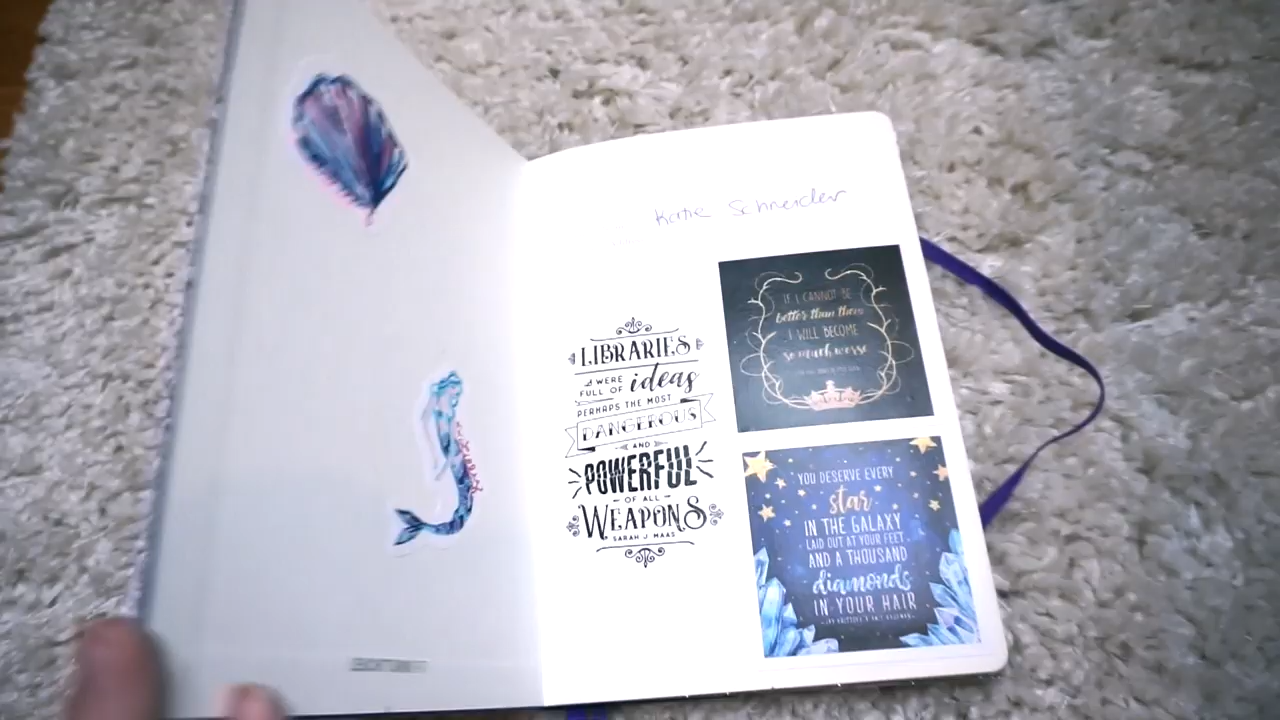 Katie Schneider
LIBRARIES
WERE
FULL OF ideas
PERHAPS THE MOST
DANGEROUS
AND
POWERFUL
OF ALL
WEAPONS
SARAH J MAAS
IF I CANNOT BE
better than them
I WILL BECOME
so much worse
YOU DESERVE EVERY
star
IN THE GALAXY
LAID OUT AT YOUR FEET
AND A THOUSAND
diamonds
IN YOUR HAIR